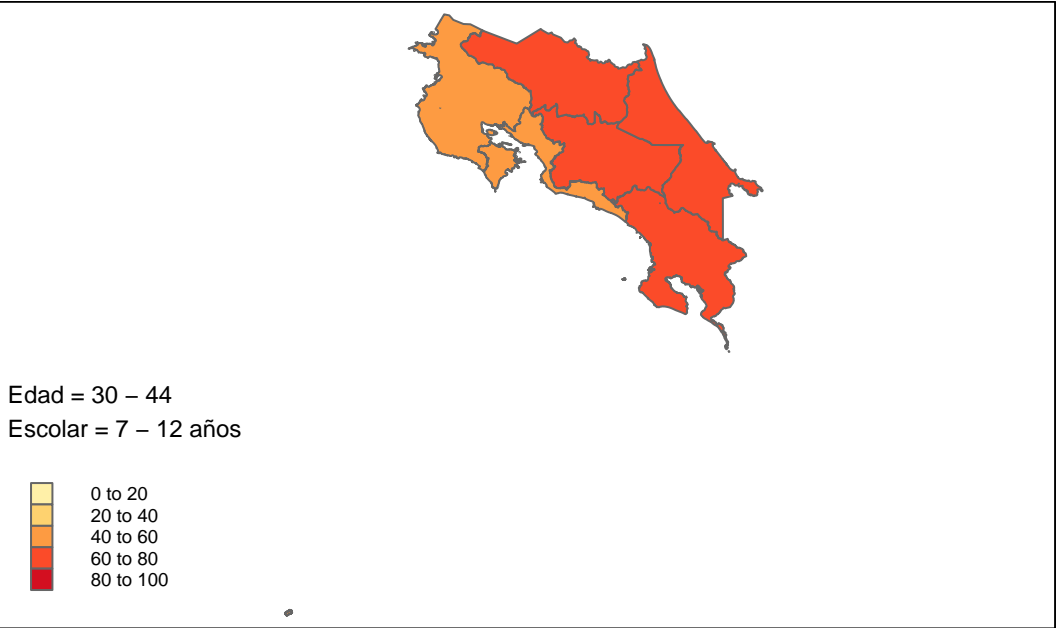 Edad = 30 – 44
Escolar = 7 – 12 años
0 to 20
20 to 40
40 to 60
60 to 80
80 to 100